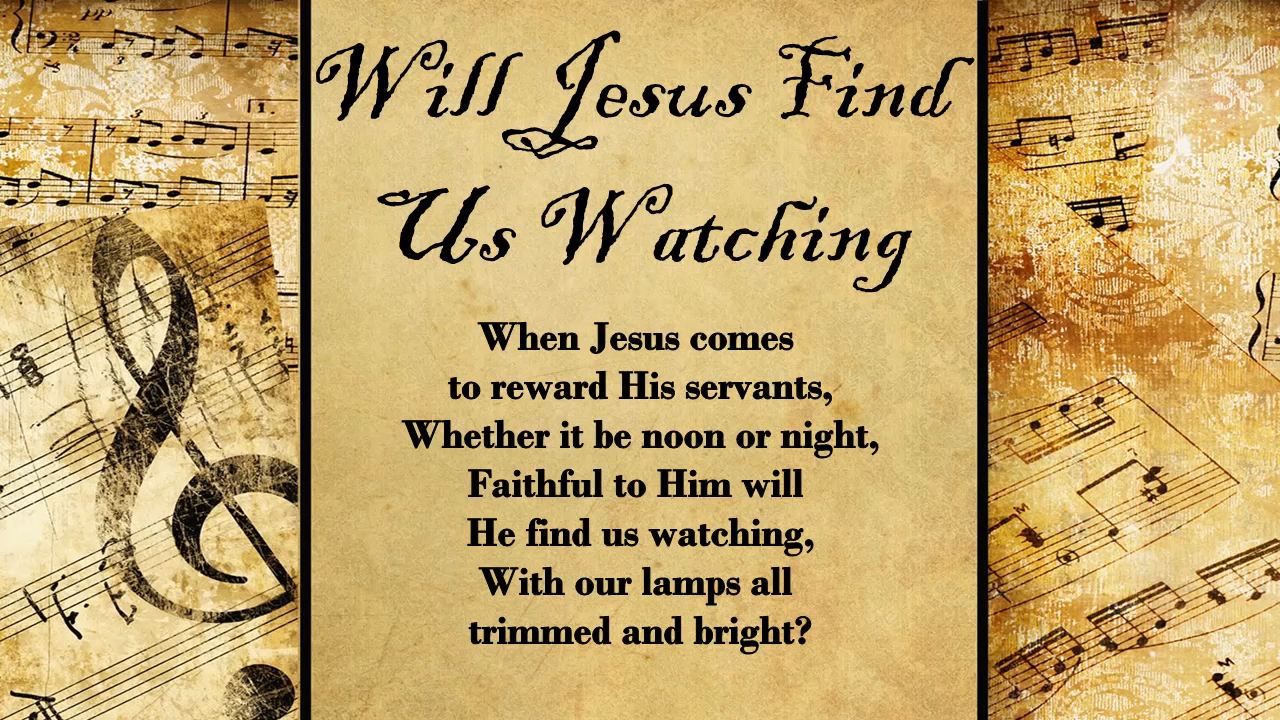 Will Jesus Find
Us Watching
When Jesus comes
to reward His servants,
Whether it be noon or night,
Faithful to Him will
He find us watching,
With our lamps all
trimmed and bright?